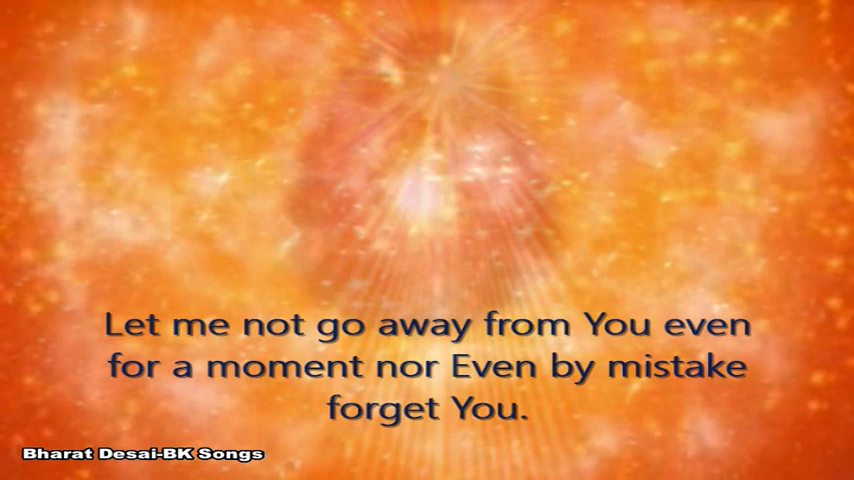 Let me not go away from You even
for a moment nor Even by mistake
forget You.
Bharat Desai-BK Songs